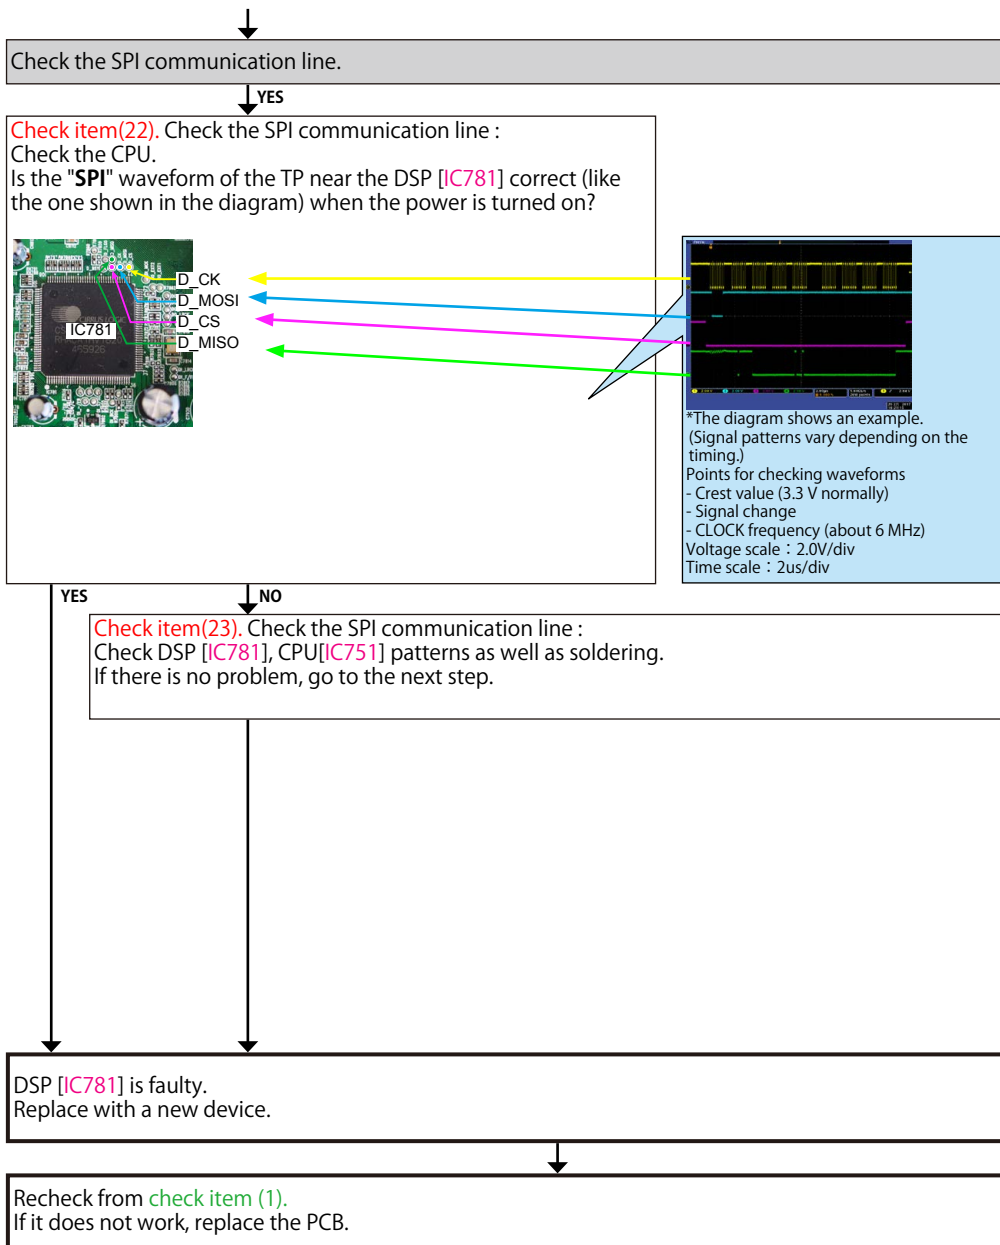 Check the SPI communication line.
YES
Check item(22). Check the SPI communication line :
Check the CPU.
Is the "SPI" waveform of the TP near the DSP [IC781] correct (like
the one shown in the diagram) when the power is turned on?
D_CK
D_MOSI
D_CS
D_MISO
IC781
*The diagram shows an example.
(Signal patterns vary depending on the
timing.)
Points for checking waveforms
- Crest value (3.3 V normally)
- Signal change
- CLOCK frequency (about 6 MHz)
Voltage scale：2.0V/div
Time scale：2us/div
YES
NO
Check item(23). Check the SPI communication line :
Check DSP [IC781], CPU[IC751] patterns as well as soldering.
If there is no problem, go to the next step.
DSP [IC781] is faulty.
Replace with a new device.
Recheck from check item (1).
If it does not work, replace the PCB.